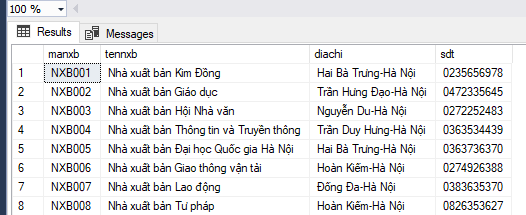 100 %
Results Messages
manxb tennxb diachi sdt
1 NXB001 Nhà xuất bản Kim Đồng Hai Bà Trưng-Hà Nội 0235656978
2 NXB002 Nhà xuất bản Giáo dục Trần Hưng Đạo-Hà Nội 0472335645
3 NXB003 Nhà xuất bản Hội Nhà văn Nguyễn Du-Hà Nội 0272252483
4 NXB004 Nhà xuất bản Thông tin và Truyền thông Trần Duy Hưng-Hà Nội 0363534439
5 NXB005 Nhà xuất bản Đại học Quốc gia Hà Nội Hai Bà Trưng-Hà Nội 0363736370
6 NXB006 Nhà xuất bản Giao thông vận tải Hoàn Kiếm-Hà Nội 0274926388
7 NXB007 Nhà xuất bản Lao động Đống Đa-Hà Nội 0383635370
8 NXB008 Nhà xuất bản Tư pháp Hoàn Kiếm-Hà Nội 0826353627